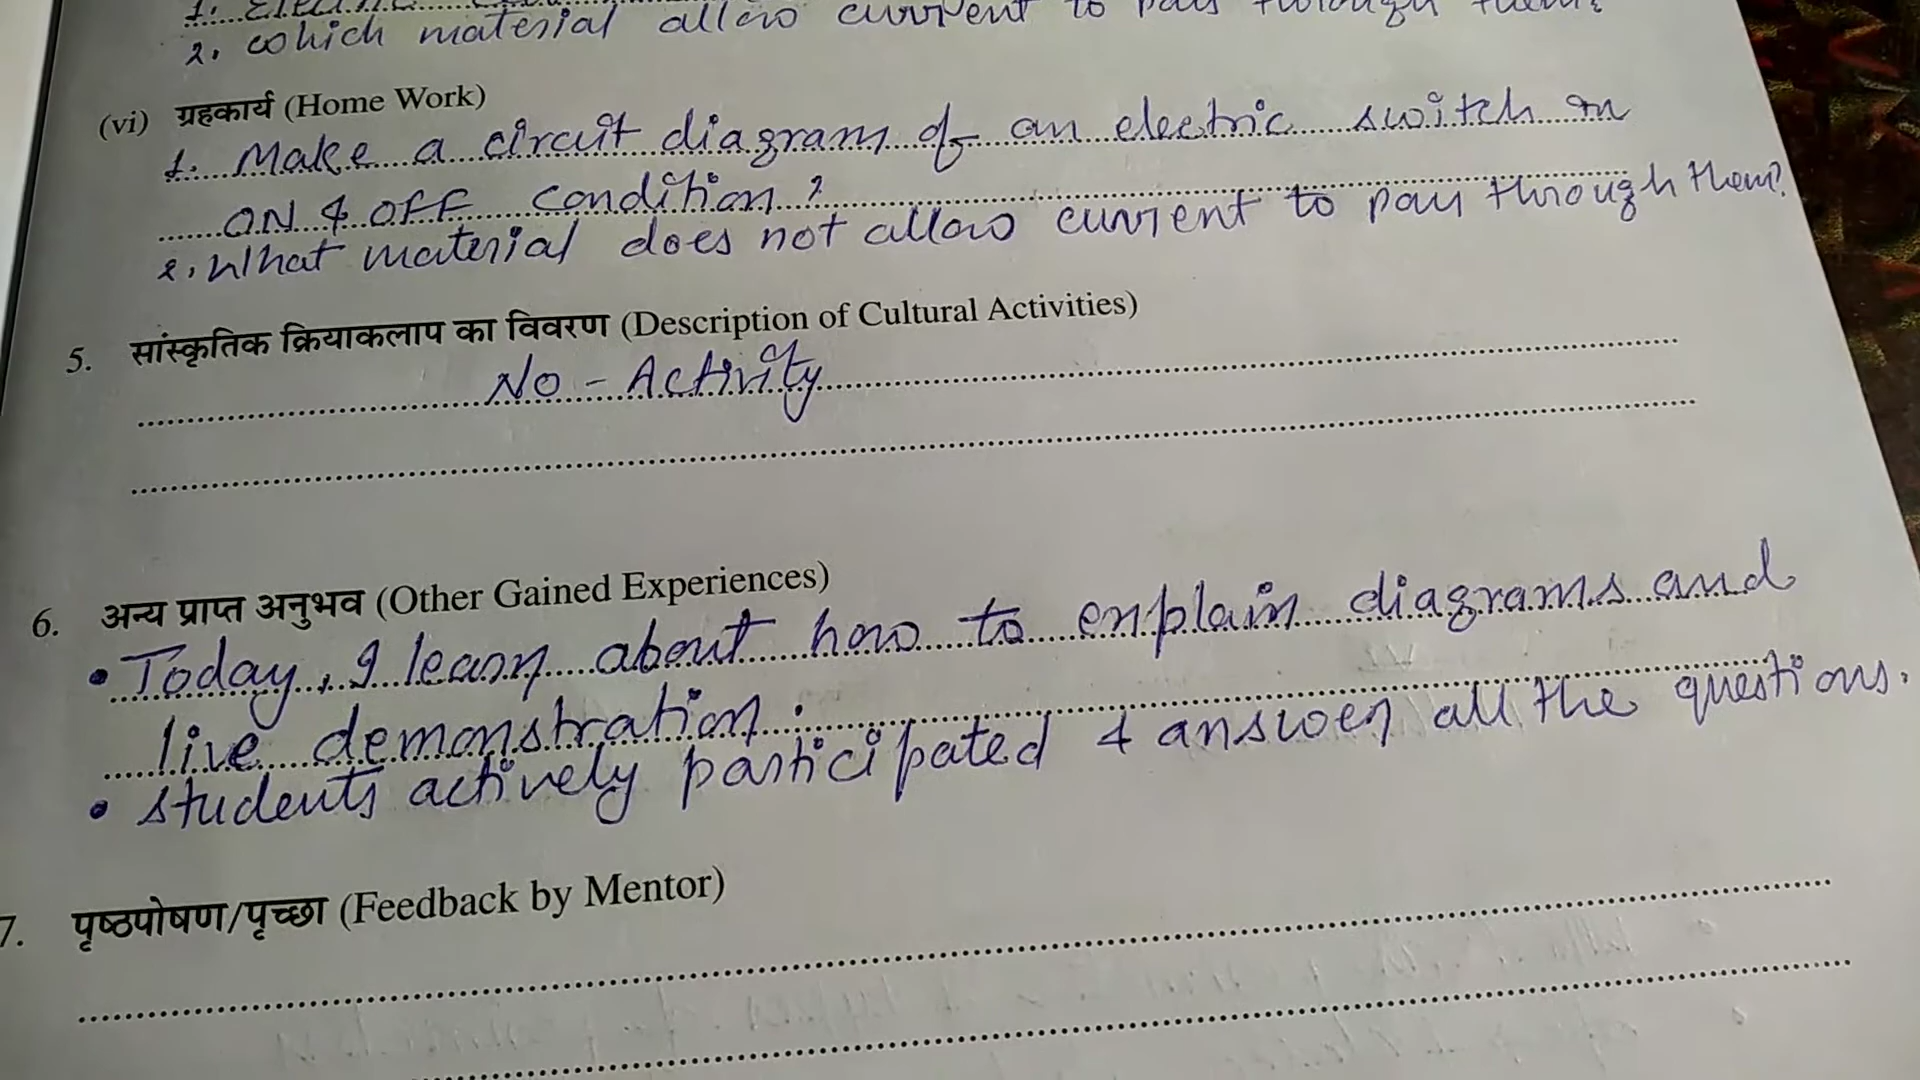 1. Electric
2. which material allow current to pass through them?
(vi) ग्रहकार्य (Home Work)
1. Make a circuit diagram of an electric switch in
ON & OFF condition?
2. What material does not allow current to pass through them?
5. सांस्कृतिक क्रियाकलाप का विवरण (Description of Cultural Activities)
No - Activity
6. अन्य प्राप्त अनुभव (Other Gained Experiences)
• Today, I learn about how to explain diagrams and
live demonstration.
• students actively participated & answer all the questions.
7. पृष्ठपोषण/पृच्छा (Feedback by Mentor)